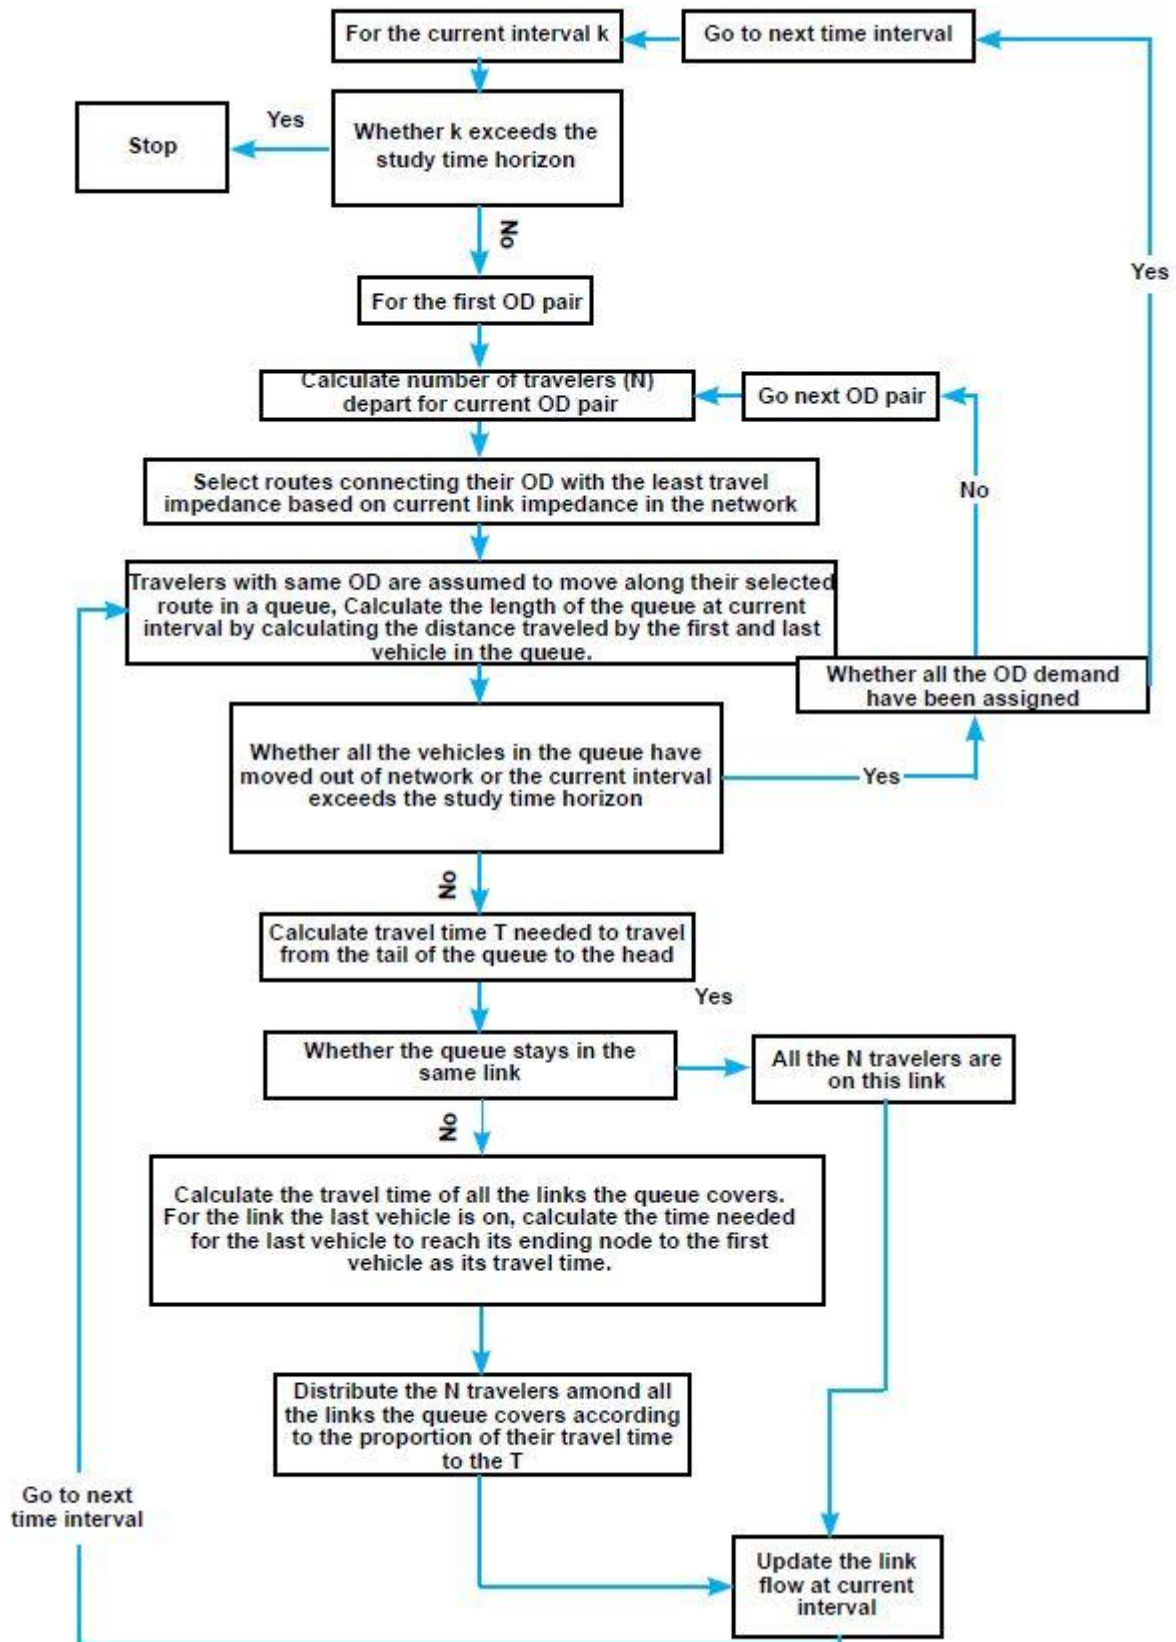 For the current interval k
Go to next time interval
Yes
Stop
Whether k exceeds the
study time horizon
No
Yes
For the first OD pair
Calculate number of travelers (N)
depart for current OD pair
Go next OD pair
Select routes connecting their OD with the least travel
impedance based on current link impedance in the network
No
Travelers with same OD are assumed to move along their selected
route in a queue, Calculate the length of the queue at current
interval by calculating the distance traveled by the first and last
vehicle in the queue.
Whether all the OD demand
have been assigned
Whether all the vehicles in the queue have
moved out of network or the current interval
exceeds the study time horizon
Yes
No
Calculate travel time T needed to travel
from the tail of the queue to the head
Yes
Whether the queue stays in the
same link
All the N travelers are
on this link
No
Calculate the travel time of all the links the queue covers.
For the link the last vehicle is on, calculate the time needed
for the last vehicle to reach its ending node to the first
vehicle as its travel time.
Distribute the N travelers amond all
the links the queue covers according
to the proportion of their travel time
to the T
Go to next
time interval
Update the link
flow at current
interval